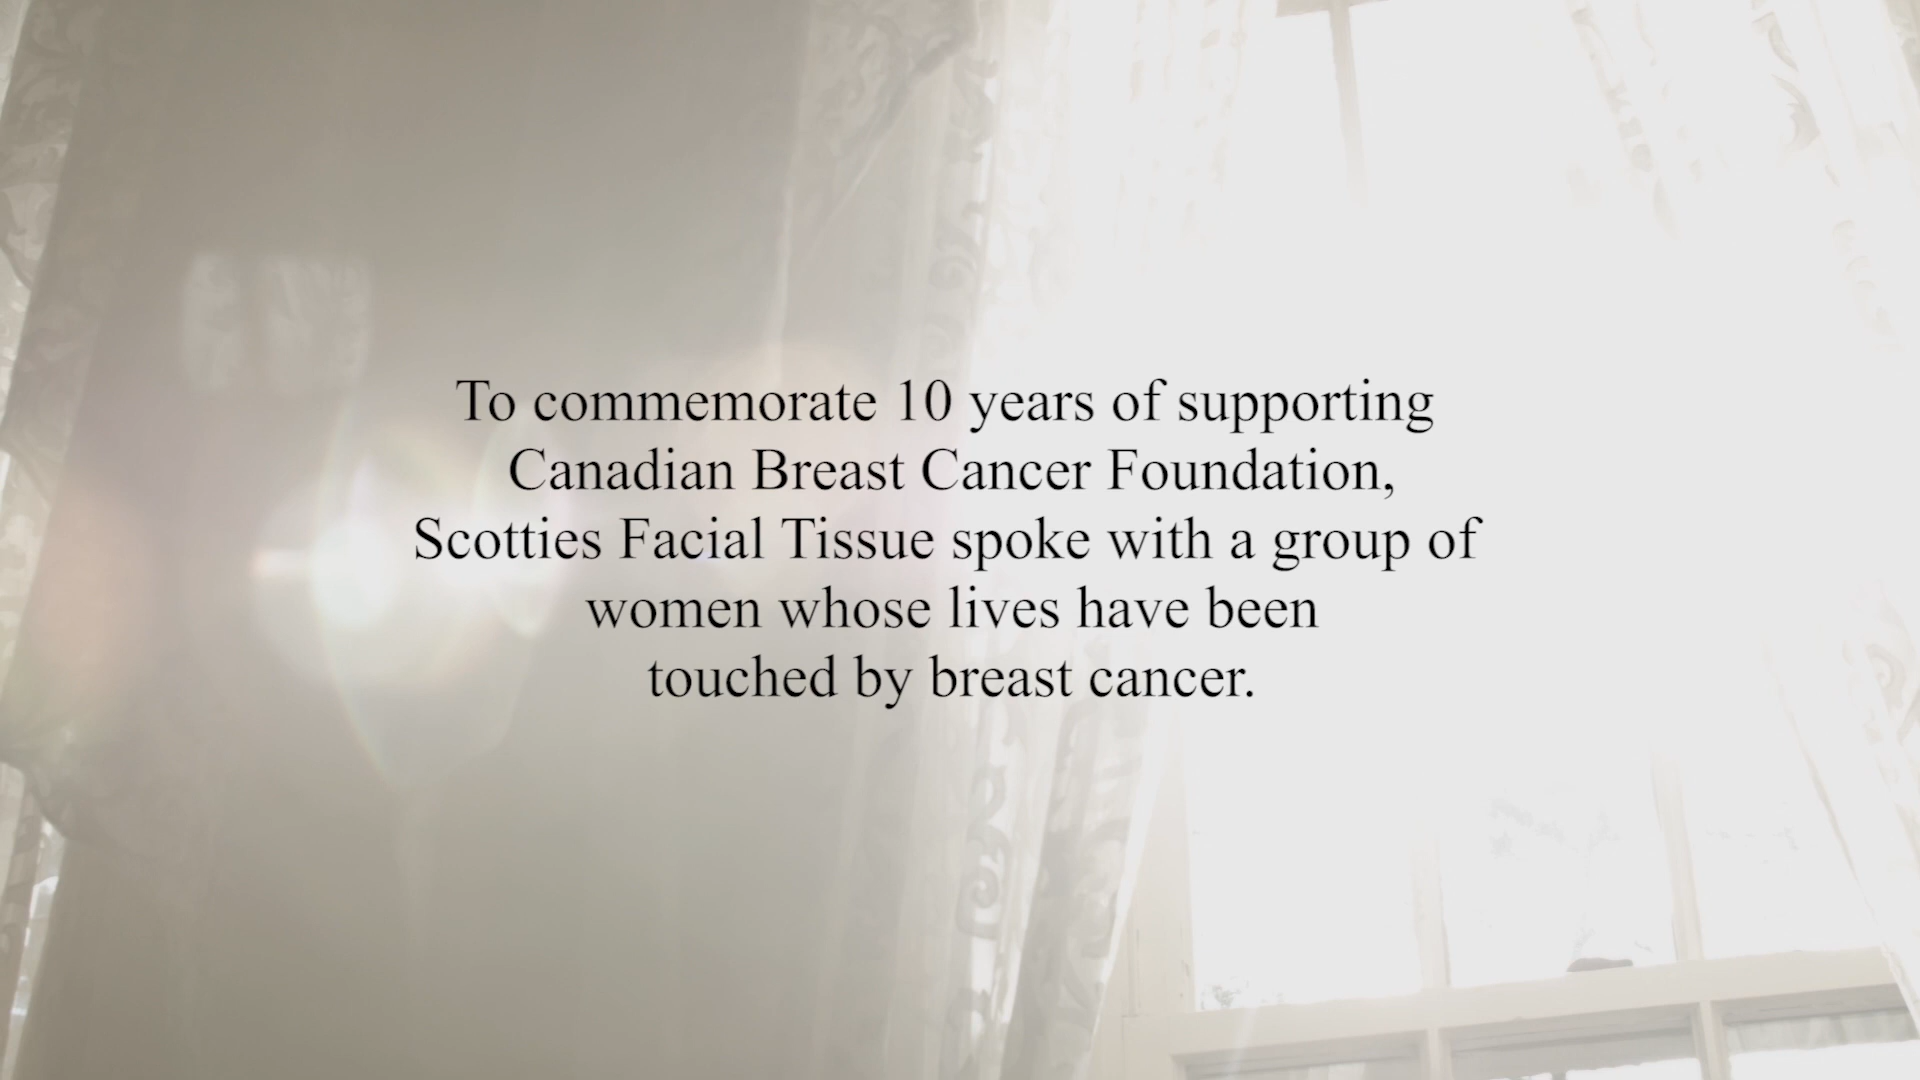 To commemorate 10 years of supporting
Canadian Breast Cancer Foundation,
Scotties Facial Tissue spoke with a group of
women whose lives have been
touched by breast cancer.